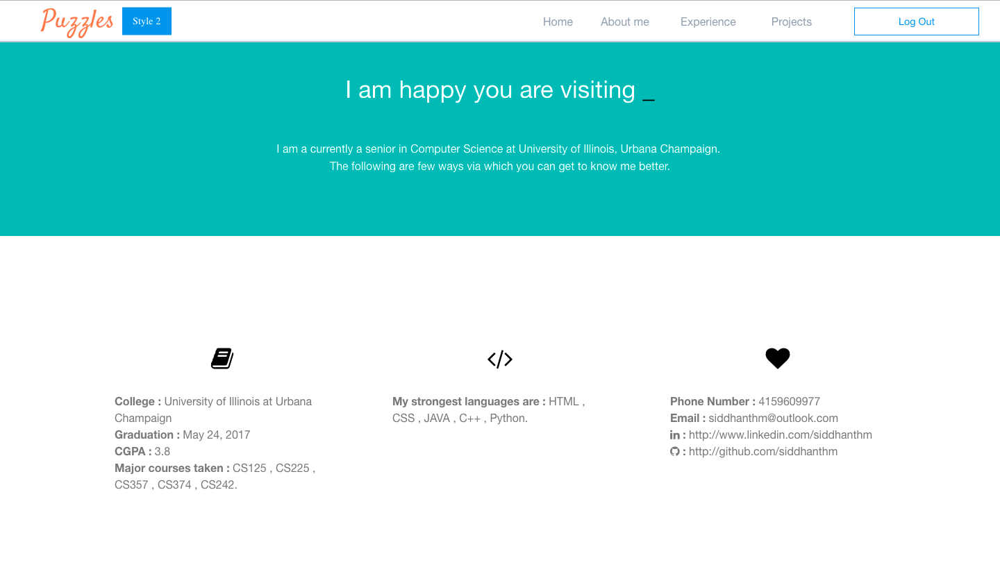 Puzzles
Style 2
Home
About me
Experience
Projects
Log Out
I am happy you are visiting _
I am a currently a senior in Computer Science at University of Illinois, Urbana Champaign.
The following are few ways via which you can get to know me better.
College : University of Illinois at Urbana
Champaign
Graduation : May 24, 2017
CGPA : 3.8
Major courses taken : CS125 , CS225 ,
CS357 , CS374 , CS242.
My strongest languages are : HTML ,
CSS , JAVA , C++ , Python.
Phone Number : 4159609977
Email : siddhanthm@outlook.com
in : http://www.linkedin.com/siddhanthm
: http://github.com/siddhanthm